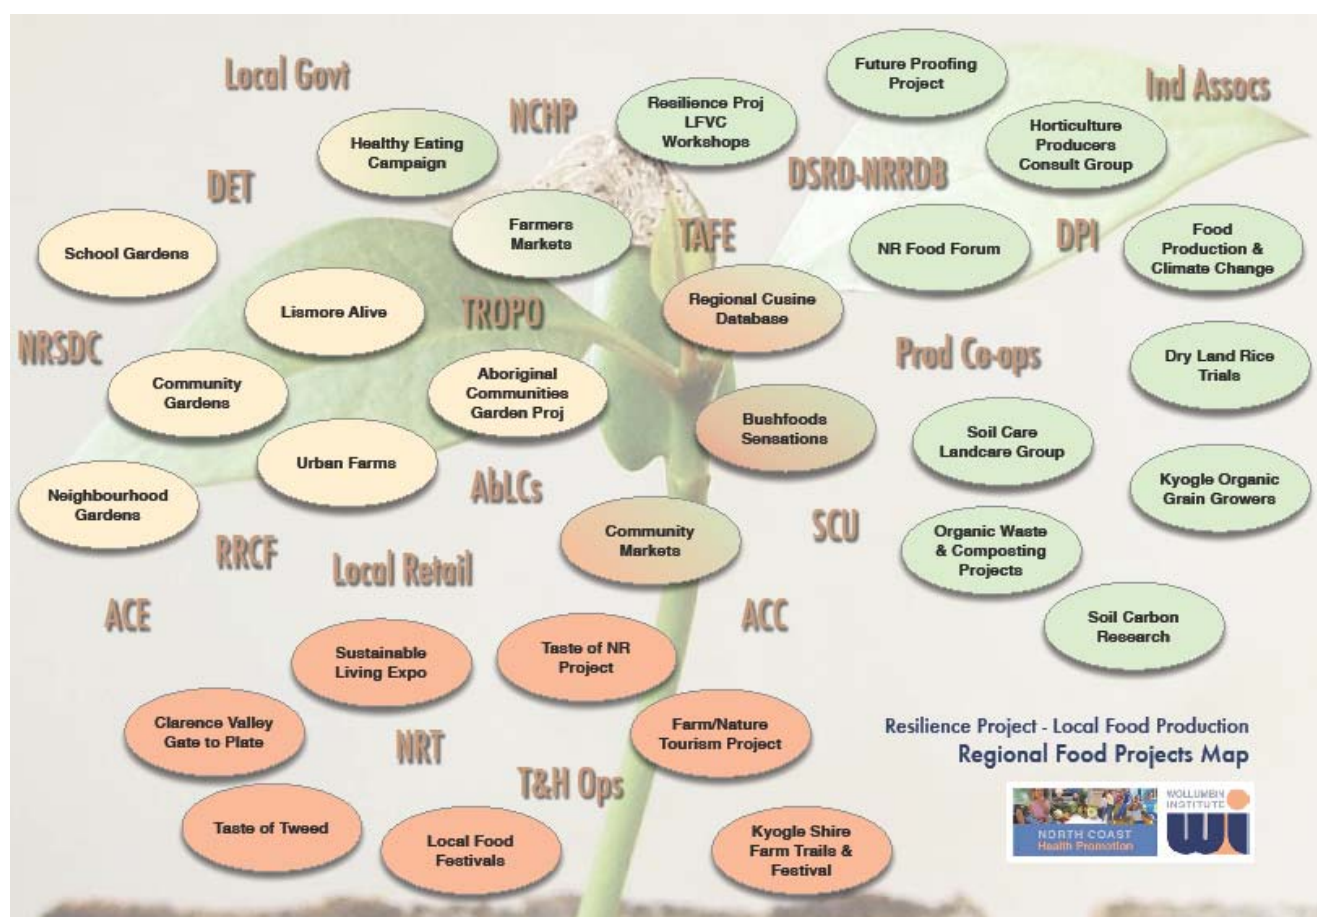 Local Govt
NCHP
Ind Assocs
DET
DSRD-NRRDB
TAFE
DPI
NRSDC
TROPO
Prod Co-ops
AbLCs
SCU
RRCF
Local Retail
ACE
ACC
NRT
T&H Ops
Future Proofing
Project
Resilience Proj
LFVC
Workshops
Horticulture
Producers
Consult Group
Healthy Eating
Campaign
Farmers
Markets
School Gardens
NR Food Forum
Food
Production &
Climate Change
Lismore Alive
Regional Cusine
Database
Community
Gardens
Aboriginal
Communities
Garden Proj
Dry Land Rice
Trials
Bushfoods
Sensations
Soil Care
Landcare Group
Urban Farms
Neighbourhood
Gardens
Kyogle Organic
Grain Growers
Community
Markets
Organic Waste
& Composting
Projects
Soil Carbon
Research
Sustainable
Living Expo
Taste of NR
Project
Clarence Valley
Gate to Plate
Farm/Nature
Tourism Project
Taste of Tweed
Local Food
Festivals
Kyogle Shire
Farm Trails &
Festival
Resilience Project - Local Food Production
Regional Food Projects Map
NORTH COAST
Health Promotion
WOLLUMBIN
INSTITUTE
wi